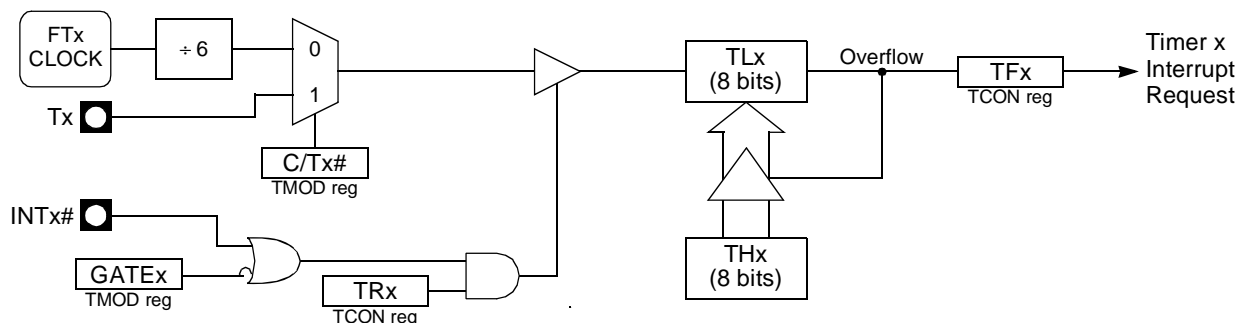 FTx
CLOCK
÷ 6
0
1
Tx
C/Tx#
TMOD reg
INTx#
GATEx
TMOD reg
TRx
TCON reg
TLx
(8 bits)
Overflow
TFx
TCON reg
Timer x
Interrupt
Request
THx
(8 bits)